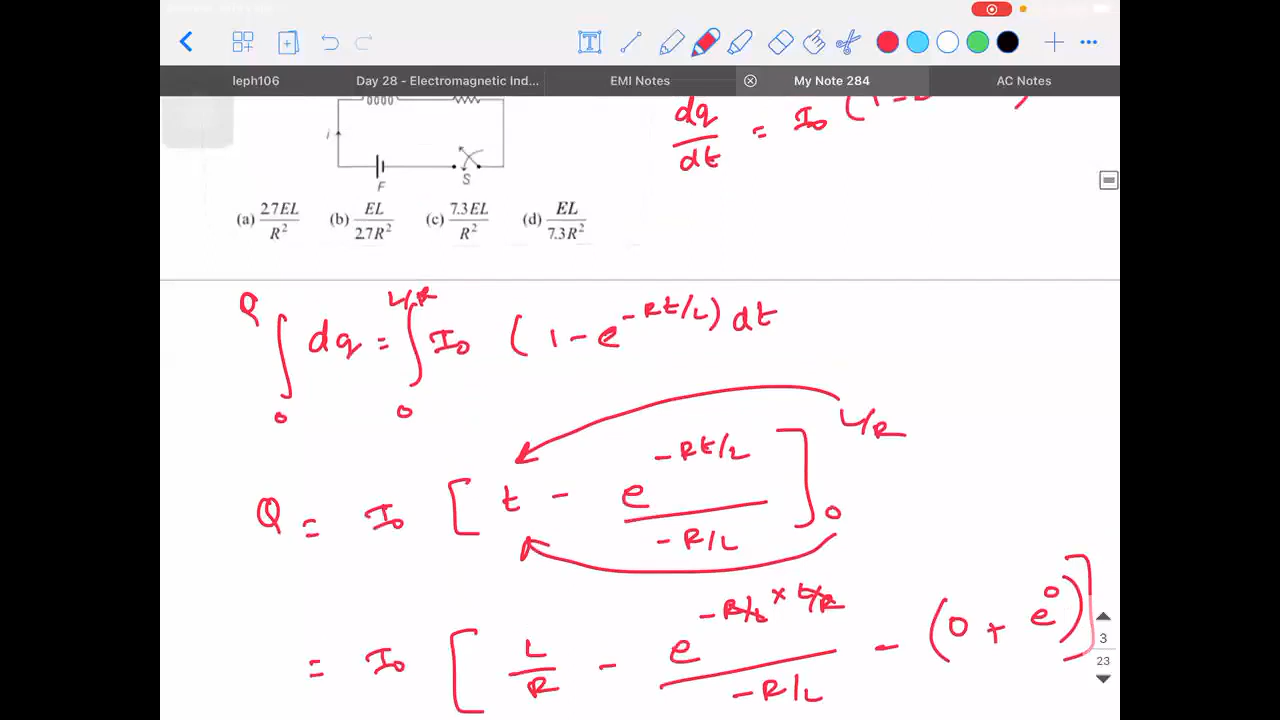 leph106 Day 28 - Electromagnetic Ind... EMI Notes My Note 284 AC Notes
i
F S
(a) 2.7EL/R² (b) EL/2.7R² (c) 7.3EL/R² (d) EL/7.3R²
dq/dt = I₀ (1 - e
∫₀^Q dq = ∫₀^(L/R) I₀ (1 - e^(-Rt/L)) dt
Q = I₀ [t - e^(-Rt/L)/(-R/L)]₀^(L/R)
= I₀ [L/R - e^(-R/L × L/R)/(-R/L) - (0 + e⁰)]
3
23